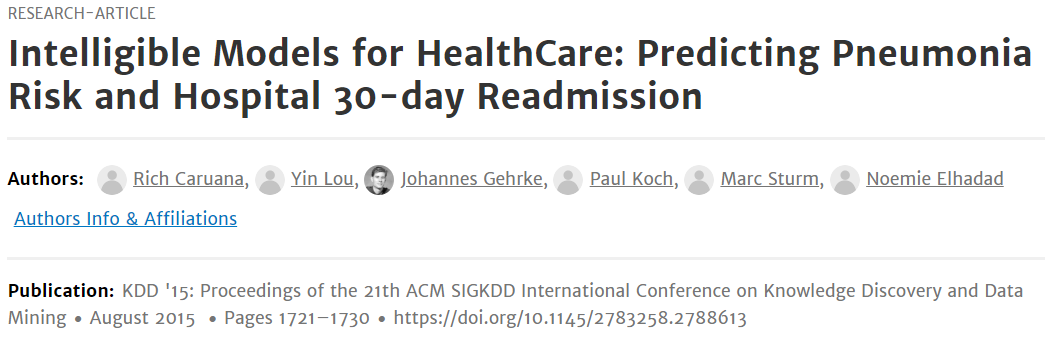 RESEARCH-ARTICLE
Intelligible Models for HealthCare: Predicting Pneumonia
Risk and Hospital 30-day Readmission
Authors: Rich Caruana, Yin Lou, Johannes Gehrke, Paul Koch, Marc Sturm, Noemie Elhadad
Authors Info & Affiliations
Publication: KDD '15: Proceedings of the 21th ACM SIGKDD International Conference on Knowledge Discovery and Data
Mining • August 2015 • Pages 1721–1730 • https://doi.org/10.1145/2783258.2788613